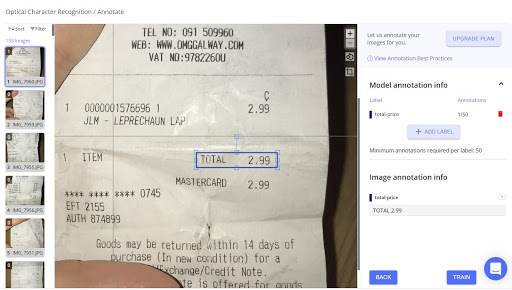 Optical Character Recognition / Annotate
Sort Filter
133 Images
1 IMG_7960.JPG
2 IMG_7959.JPG
3 IMG_7955.JPG
4 IMG_7956.JPG
5 IMG_7951.JPG
TEL NO: 091 509960
WEB: WWW.OMGGALWAY.COM
VAT NO:9782260U
1 0000001576696 1 2.99
JLM - LEPRECHAUN LAP
1 ITEM TOTAL 2.99
MASTERCARD 2.99
**** **** **** 0745
EFT 2155
AUTH 874899
Goods may be returned within 14 days of
purchase (In new condition) for a
/Exchange/Credit Note.
te is offered for goods
Let us annotate your
images for you.
UPGRADE PLAN
View Annotation Best Practices
Model annotation info
Label Annotations
total-price 1/50
+ ADD LABEL
Minimum annotations required per label: 50
Image annotation info
total-price
TOTAL 2.99
BACK TRAIN